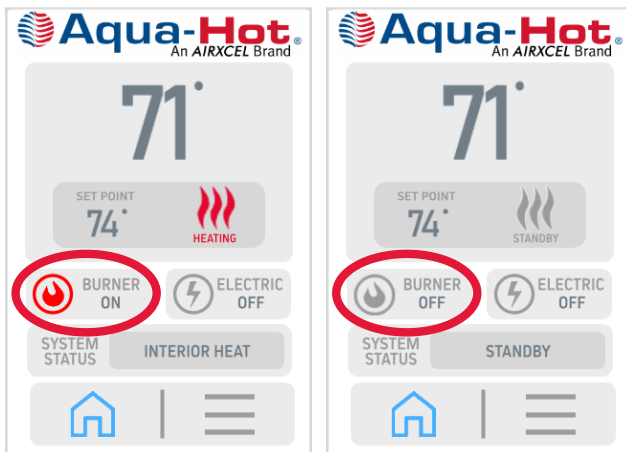 Aqua-Hot.
An AIRXCEL Brand
71°
SET POINT
74°
HEATING
BURNER
ON
ELECTRIC
OFF
SYSTEM
STATUS
INTERIOR HEAT
Aqua-Hot.
An AIRXCEL Brand
71°
SET POINT
74°
STANDBY
BURNER
OFF
ELECTRIC
OFF
SYSTEM
STATUS
STANDBY